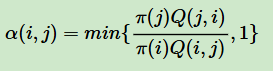 α(i,j) = min{ π(j)Q(j,i) / π(i)Q(i,j) , 1}